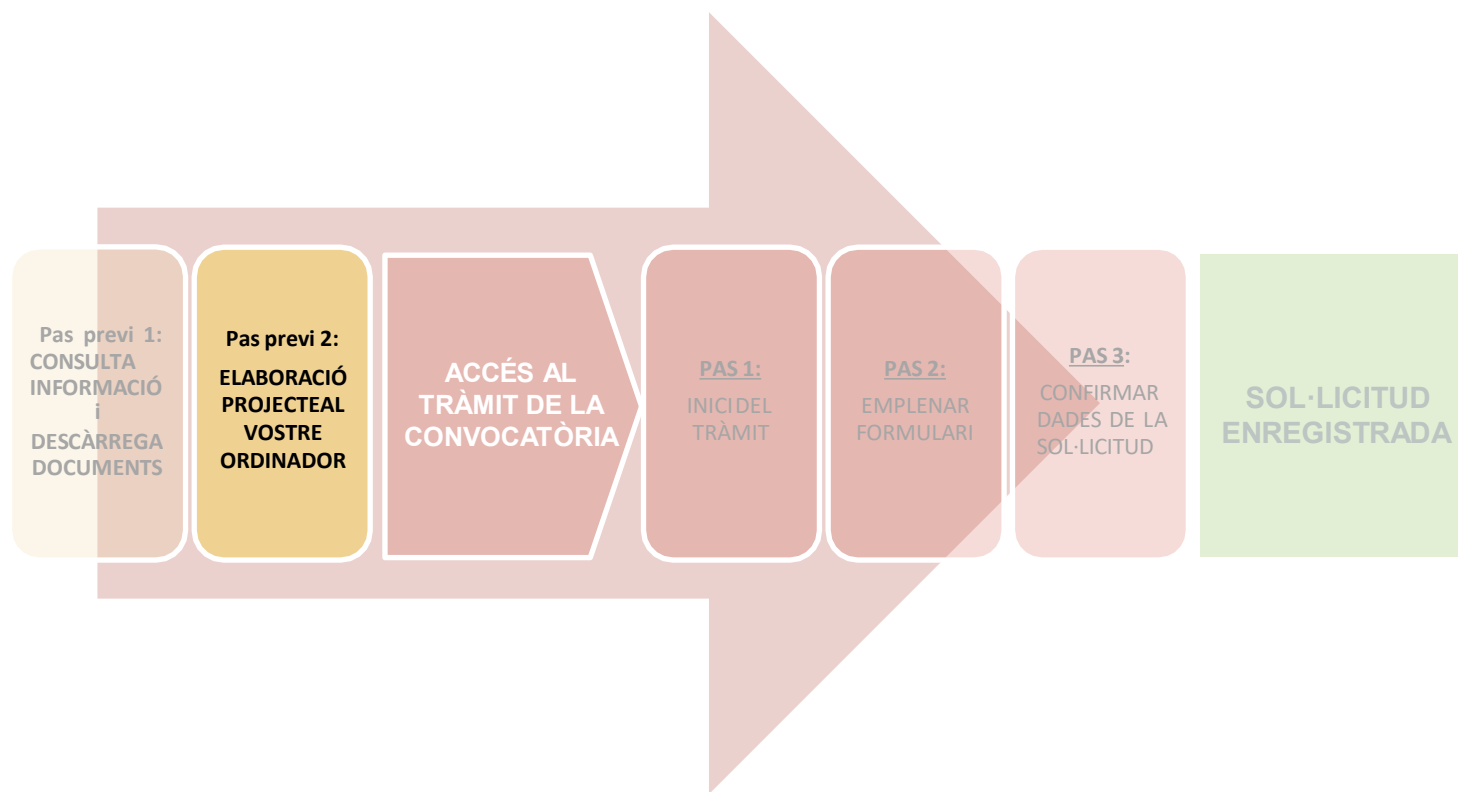 Pas previ 1:
CONSULTA
INFORMACIÓ
i
DESCÀRREGA
DOCUMENTS
Pas previ 2:
ELABORACIÓ
PROJECTEAL
VOSTRE
ORDINADOR
ACCÉS AL
TRÀMIT DE LA
CONVOCATÒRIA
PAS 1:
INICI DEL
TRÀMIT
PAS 2:
EMPLENAR
FORMULARI
PAS 3:
CONFIRMAR
DADES DE LA
SOL·LICITUD
SOL·LICITUD
ENREGISTRADA